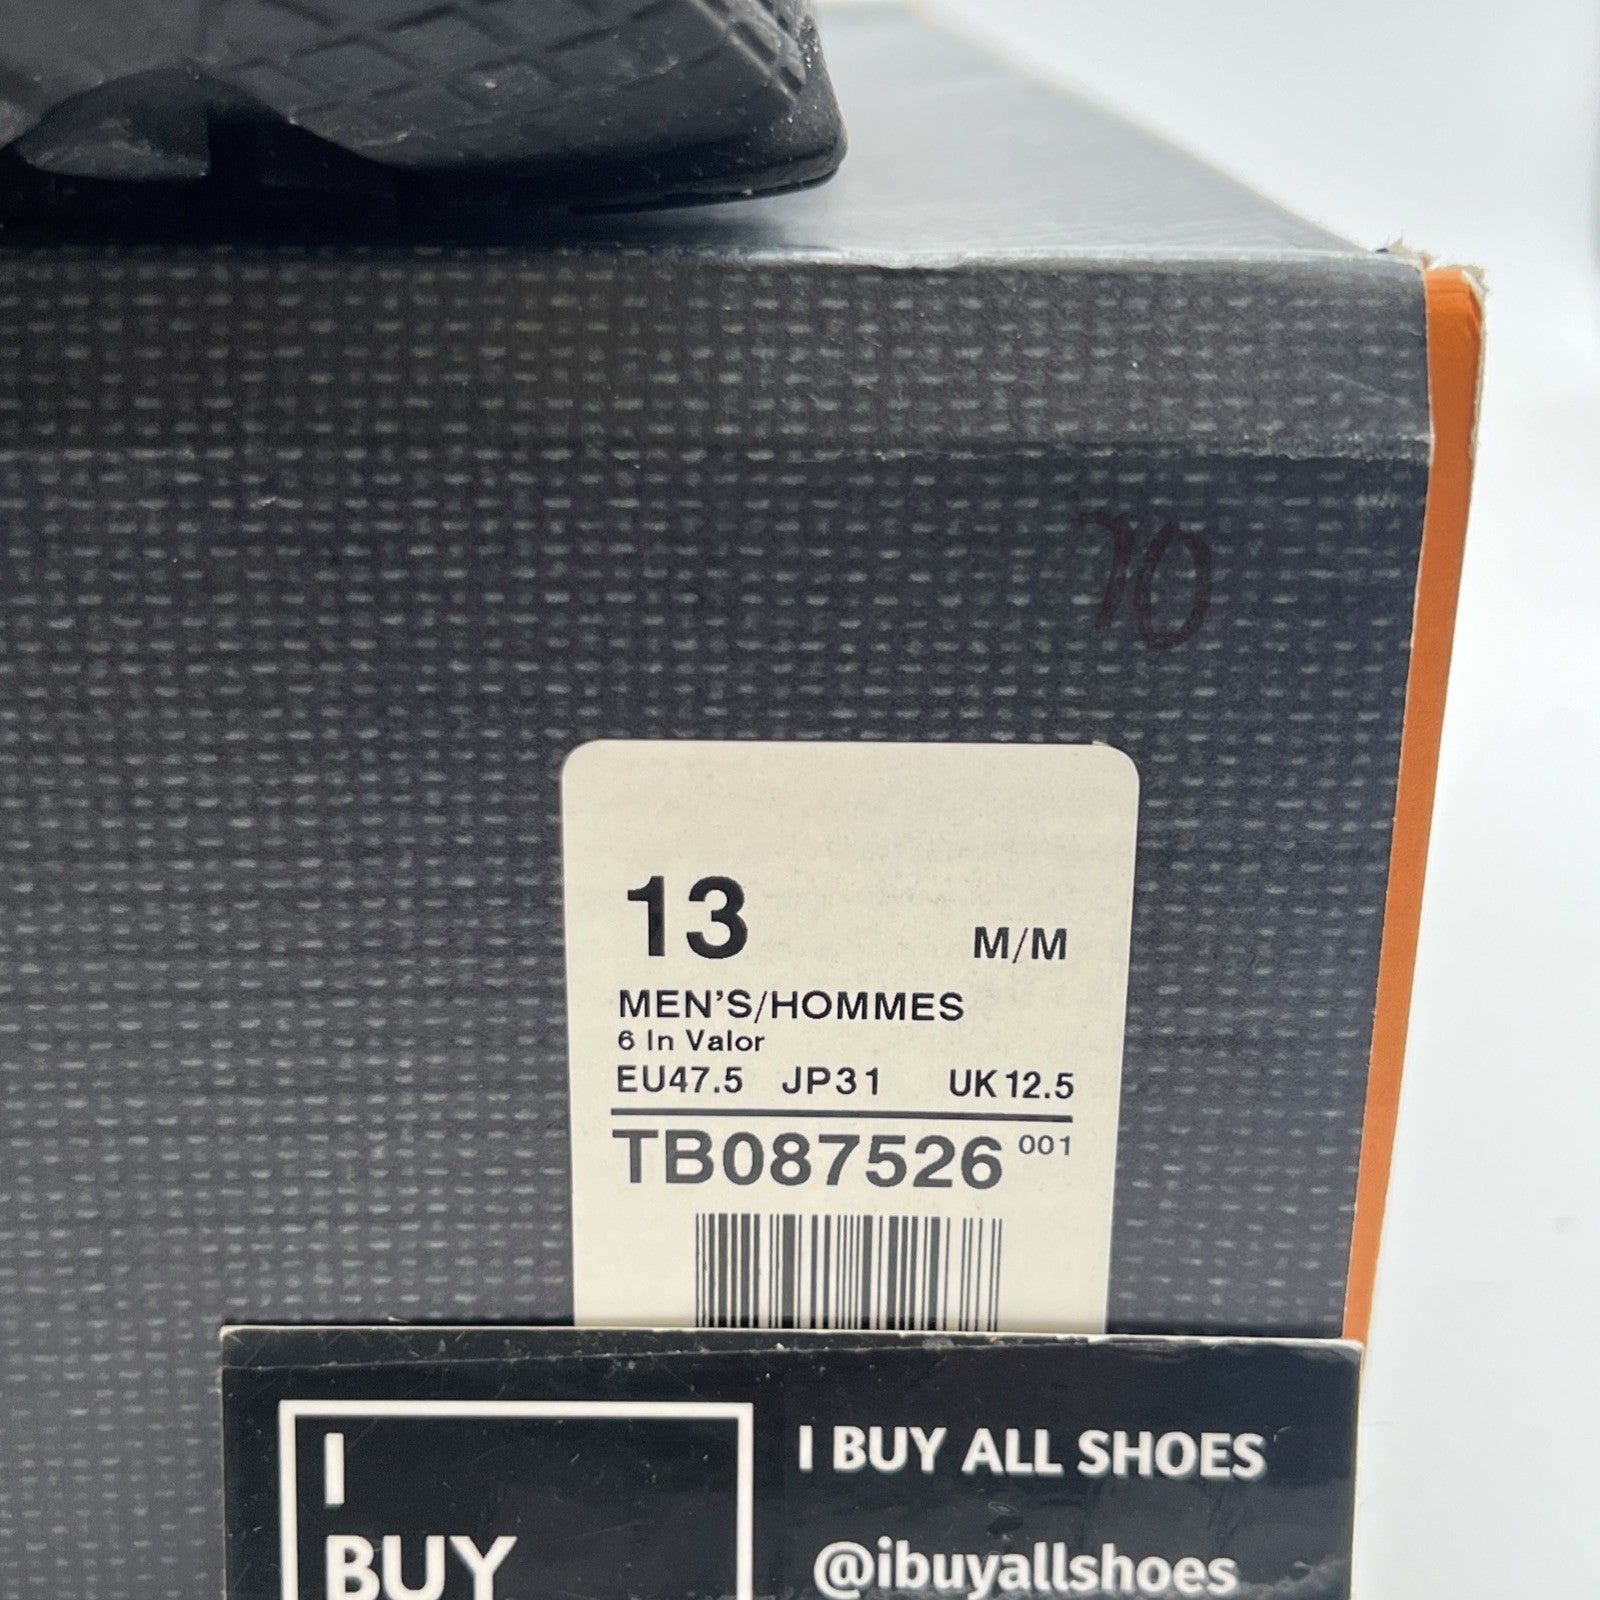 70
13 M/M
MEN'S/HOMMES
6 In Valor
EU47.5 JP31 UK12.5
TB087526 001
I
BUY
I BUY ALL SHOES
@ibuyallshoes